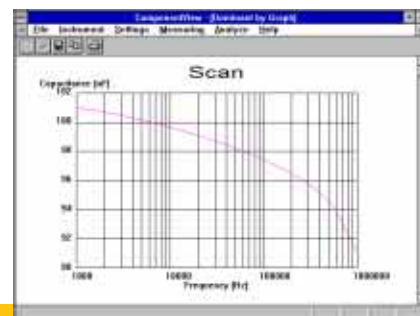 ComponentView - [Dominant by Graph]
File Instrument Settings Measuring Analyze Help
Scan
Capacitance [nF]
102
100
98
96
94
92
90
1000 10000 100000 1000000
Frequency [Hz]